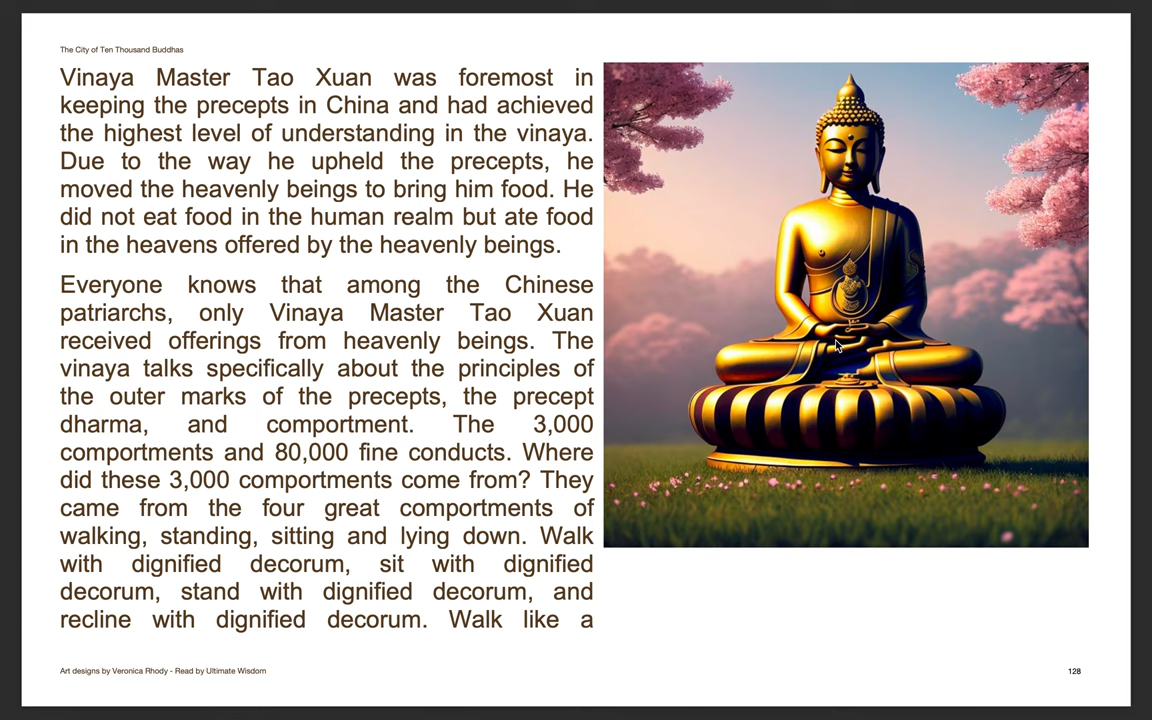 The City of Ten Thousand Buddhas
Vinaya Master Tao Xuan was foremost in
keeping the precepts in China and had achieved
the highest level of understanding in the vinaya.
Due to the way he upheld the precepts, he
moved the heavenly beings to bring him food. He
did not eat food in the human realm but ate food
in the heavens offered by the heavenly beings.
Everyone knows that among the Chinese
patriarchs, only Vinaya Master Tao Xuan
received offerings from heavenly beings. The
vinaya talks specifically about the principles of
the outer marks of the precepts, the precept
dharma, and comportment. The 3,000
comportments and 80,000 fine conducts. Where
did these 3,000 comportments come from? They
came from the four great comportments of
walking, standing, sitting and lying down. Walk
with dignified decorum, sit with dignified
decorum, stand with dignified decorum, and
recline with dignified decorum. Walk like a
Art designs by Veronica Rhody - Read by Ultimate Wisdom
128